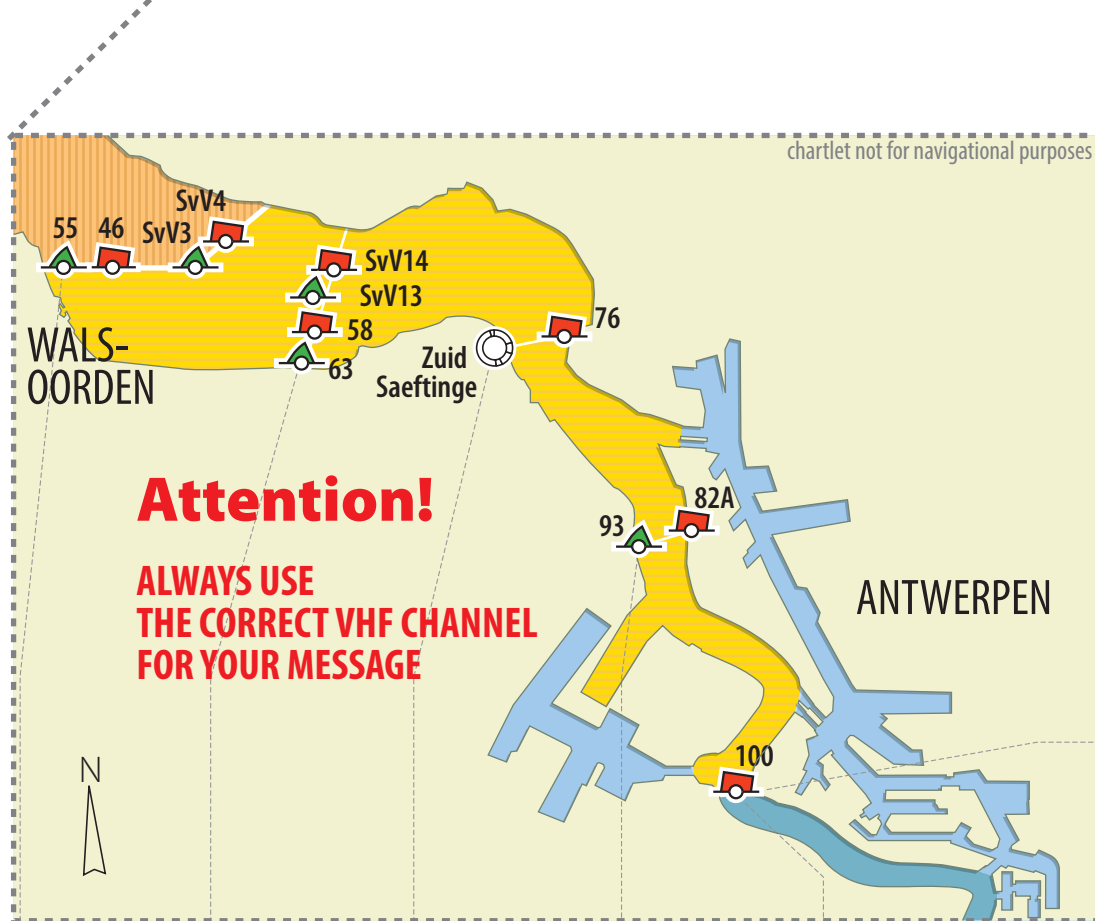 chartlet not for navigational purposes
SvV4
55
46
SvV3
SvV14
SvV13
76
58
WALS-
OORDEN
63
Zuid
Saeftinge
Attention!
82A
93
ALWAYS USE
THE CORRECT VHF CHANNEL
FOR YOUR MESSAGE
ANTWERPEN
100
N